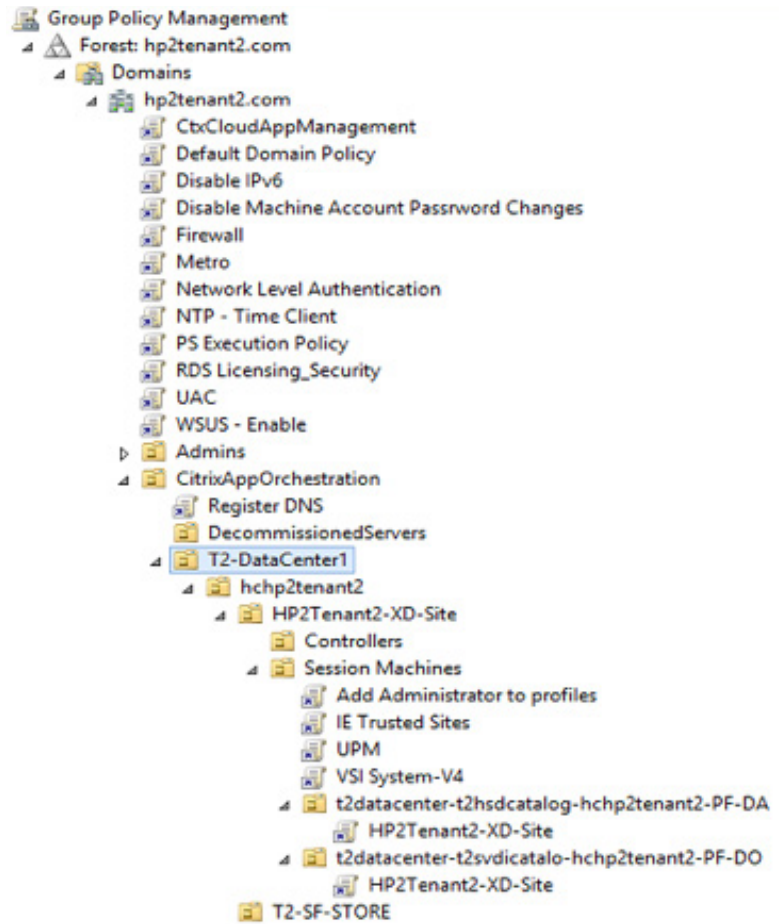 Group Policy Management
Forest: hp2tenant2.com
Domains
hp2tenant2.com
CtxCloudAppManagement
Default Domain Policy
Disable IPv6
Disable Machine Account Passrword Changes
Firewall
Metro
Network Level Authentication
NTP - Time Client
PS Execution Policy
RDS Licensing_Security
UAC
WSUS - Enable
Admins
CitrixAppOrchestration
Register DNS
DecommissionedServers
T2-DataCenter1
hchp2tenant2
HP2Tenant2-XD-Site
Controllers
Session Machines
Add Administrator to profiles
IE Trusted Sites
UPM
VSI System-V4
t2datacenter-t2hsdcatalog-hchp2tenant2-PF-DA
HP2Tenant2-XD-Site
t2datacenter-t2svdicatalo-hchp2tenant2-PF-DO
HP2Tenant2-XD-Site
T2-SF-STORE